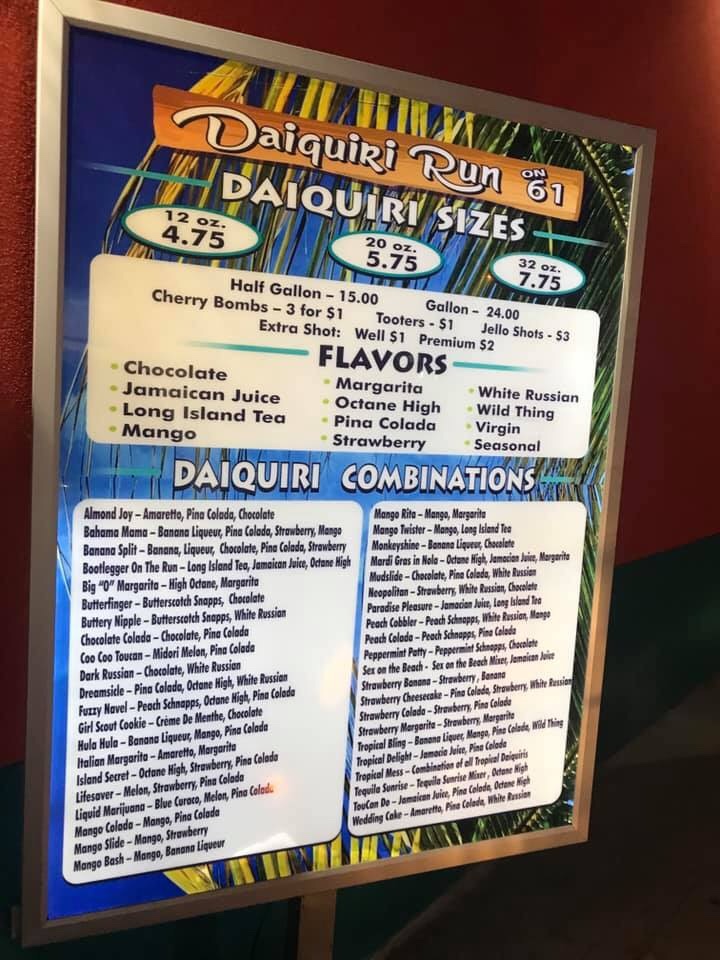 Daiquiri Run ON 61
DAIQUIRI SIZES
12 oz.
4.75
20 oz.
5.75
32 oz.
7.75
Half Gallon – 15.00 Gallon – 24.00
Cherry Bombs – 3 for $1 Tooters - $1 Jello Shots - $3
Extra Shot: Well $1 Premium $2
FLAVORS
• Chocolate
• Jamaican Juice
• Long Island Tea
• Mango
• Margarita
• Octane High
• Pina Colada
• Strawberry
• White Russian
• Wild Thing
• Virgin
• Seasonal
DAIQUIRI COMBINATIONS
Almond Joy – Amaretto, Pina Colada, Chocolate
Bahama Mama – Banana Liqueur, Pina Colada, Strawberry, Mango
Banana Split – Banana, Liqueur, Chocolate, Pina Colada, Strawberry
Bootlegger On The Run – Long Island Tea, Jamaican Juice, Octane High
Big "O" Margarita – High Octane, Margarita
Butterfinger – Butterscotch Snapps, Chocolate
Buttery Nipple – Butterscotch Snapps, White Russian
Chocolate Colada – Chocolate, Pina Colada
Coo Coo Toucan – Midori Melon, Pina Colada
Dark Russian – Chocolate, White Russian
Dreamsicle – Pina Colada, Octane High, White Russian
Fuzzy Navel – Peach Schnapps, Octane High, Pina Colada
Girl Scout Cookie – Crème De Menthe, Chocolate
Hula Hula – Banana Liqueur, Mango, Pina Colada
Italian Margarita – Amaretto, Margarita
Island Secret – Octane High, Strawberry, Pina Colada
Lifesaver – Melon, Strawberry, Pina Colada
Liquid Marijuana – Blue Curaco, Melon, Pina Colada
Mango Colada – Mango, Pina Colada
Mango Slide – Mango, Strawberry
Mango Bash – Mango, Banana Liqueur
Mango Rita – Mango, Margarita
Mango Twister – Mango, Long Island Tea
Monkeyshine – Banana Liqueur, Chocolate
Mardi Gras in Nola – Octane High, Jamacian Juice, Margarita
Mudslide – Chocolate, Pina Colada, White Russian
Neopolitan – Strawberry, White Russian, Chocolate
Paradise Pleasure – Jamacian Juice, Long Island Tea
Peach Cobbler – Peach Schnapps, White Russian, Mango
Peach Colada – Peach Schnapps, Pina Colada
Peppermint Patty – Peppermint Schnapps, Chocolate
Sex on the Beach - Sex on the Beach Mixer, Jamaican Juice
Strawberry Banana – Strawberry , Banana
Strawberry Cheesecake – Pina Colada, Strawberry, White Russian
Strawberry Colada – Strawberry, Pina Colada
Strawberry Margarita – Strawberry, Margarita
Tropical Bling – Banana Liquer, Mango, Pina Colada, Wild Thing
Tropical Delight – Jamacia Juice, Pina Colada
Tropical Mess – Combination of all Tropical Daiquiris
Tequila Sunrise – Tequila Sunrise Mixer , Octane High
TouCan Do – Jamaican Juice, Pina Colada, Octane High
Wedding Cake – Amaretto, Pina Colada, White Russian